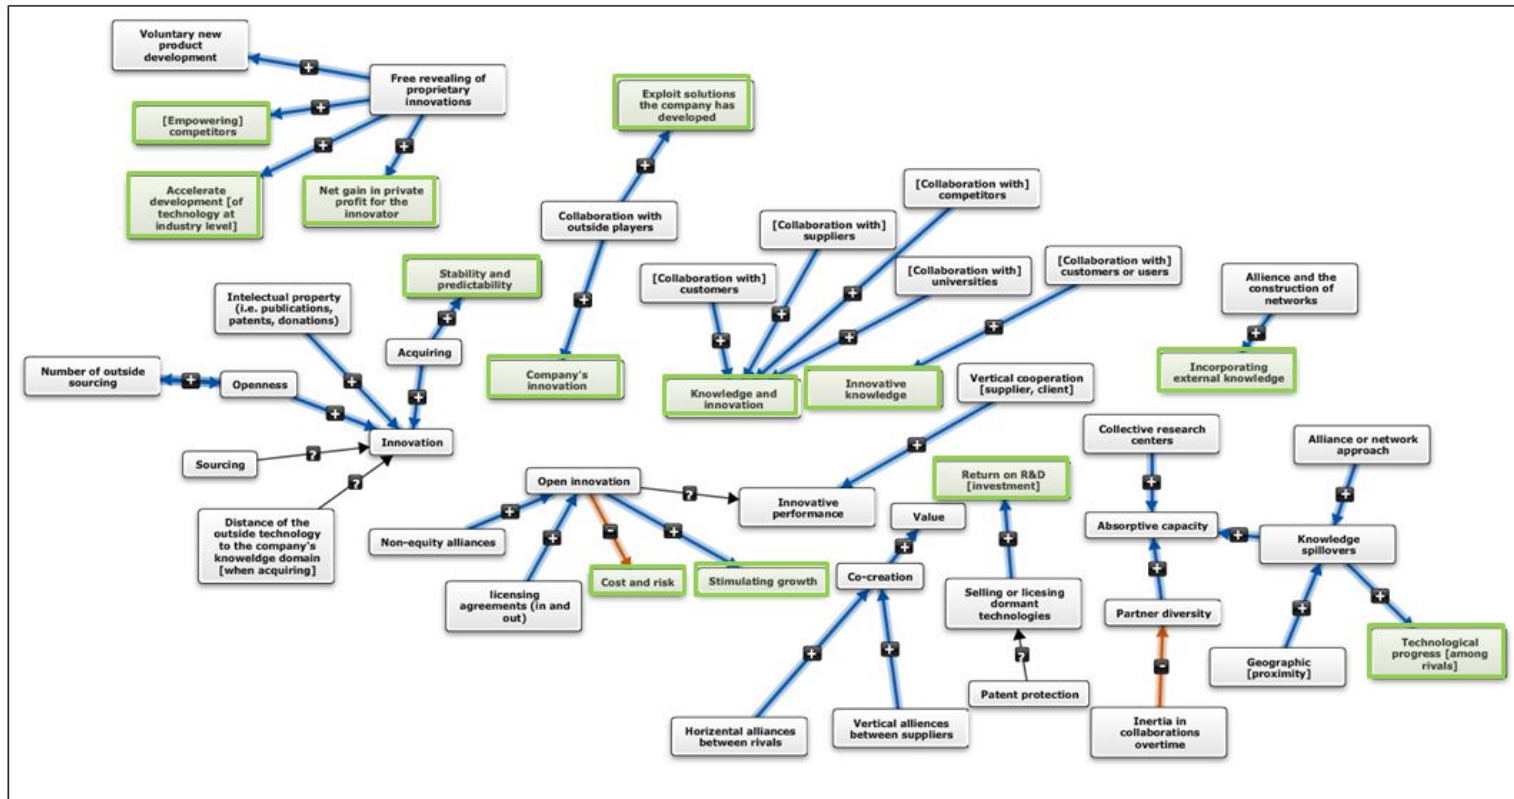 Voluntary new
product
development
Free revealing of
proprietary
innovations
+
+
[Empowering]
competitors
+
+
Accelerate
development [of
technology at
industry level]
Net gain in private
profit for the
innovator
Exploit solutions
the company has
developed
+
Collaboration with
outside players
+
Company's
innovation
[Collaboration with]
competitors
[Collaboration with]
suppliers
[Collaboration with]
customers
[Collaboration with]
universities
[Collaboration with]
customers or users
+
+
+
+
+
Knowledge and
innovation
Innovative
knowledge
Allience and the
construction of
networks
+
Incorporating
external knowledge
Stability and
predictability
+
Intelectual property
(i.e. publications,
patents, donations)
Acquiring
+
+
Number of outside
sourcing
+
Openness
+
Innovation
Sourcing
?
?
Distance of the
outside technology
to the company's
knoweldge domain
[when acquiring]
Vertical cooperation
[supplier, client]
+
Open innovation
?
Innovative
performance
Non-equity alliances
+
+
-
+
licensing
agreements (in and
out)
Cost and risk
Stimulating growth
Value
+
Co-creation
+
+
Horizental alliances
between rivals
Vertical alliences
between suppliers
Return on R&D
[investment]
+
Selling or licesing
dormant
technologies
?
Patent protection
Collective research
centers
+
Absorptive capacity
+
Alliance or network
approach
+
Knowledge
spillovers
+
Partner diversity
-
Inertia in
collaborations
overtime
+
Geographic
[proximity]
+
Technological
progress [among
rivals]